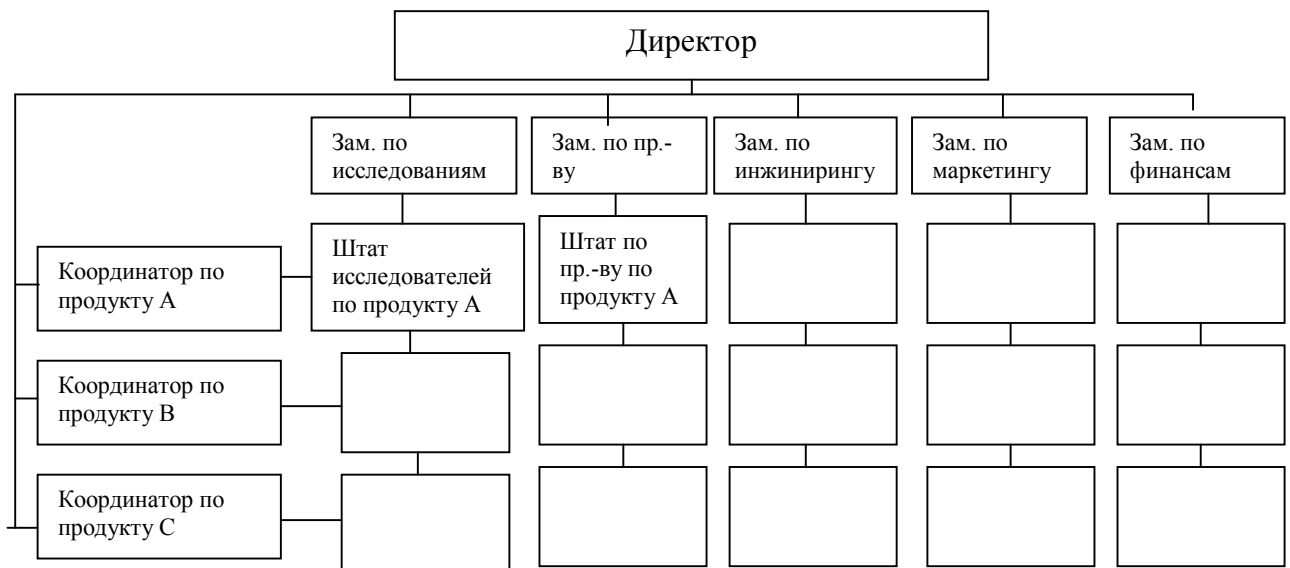 Директор
Зам. по
исследованиям
Зам. по пр.-
ву
Зам. по
инжинирингу
Зам. по
маркетингу
Зам. по
финансам
Координатор по
продукту А
Штат
исследователей
по продукту А
Штат по
пр.-ву по
продукту А
Координатор по
продукту В
Координатор по
продукту С